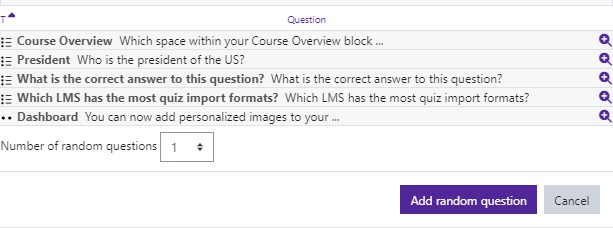 T Question
Course Overview Which space within your Course Overview block ...
President Who is the president of the US?
What is the correct answer to this question? What is the correct answer to this question?
Which LMS has the most quiz import formats? Which LMS has the most quiz import formats?
Dashboard You can now add personalized images to your ...
Number of random questions 1
Add random question Cancel